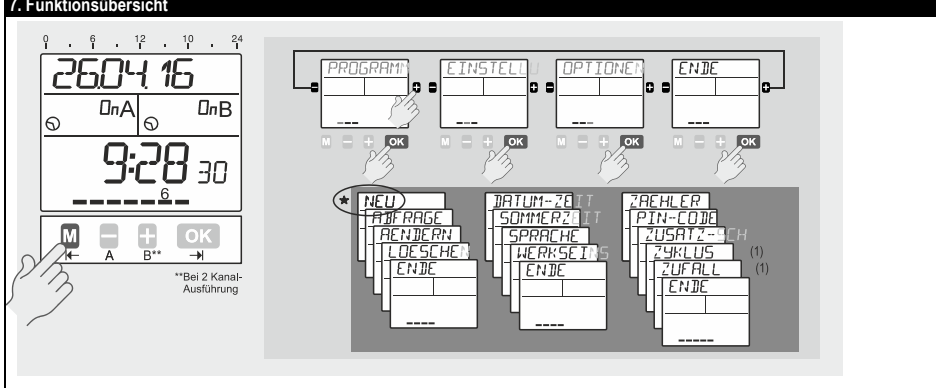 7. Funktionsübersicht
0 . 6 . 12 . 10 . 24
26.04.16
OnA OnB
9:28 30
6
M − + OK
A B**
**Bei 2 Kanal-
Ausführung
PROGRAMM EINSTELLU OPTIONEN ENDE
M − + OK M − + OK M − + OK M − + OK
★ NEU DATUM-ZEIT ZAEHLER
ABFRAGE SOMMERZEIT PIN-CODE
AENDERN SPRACHE ZUSATZ-SCH
LOESCHEN WERKSEINS ZYKLUS (1)
ENDE ENDE ZUFALL (1)
ENDE